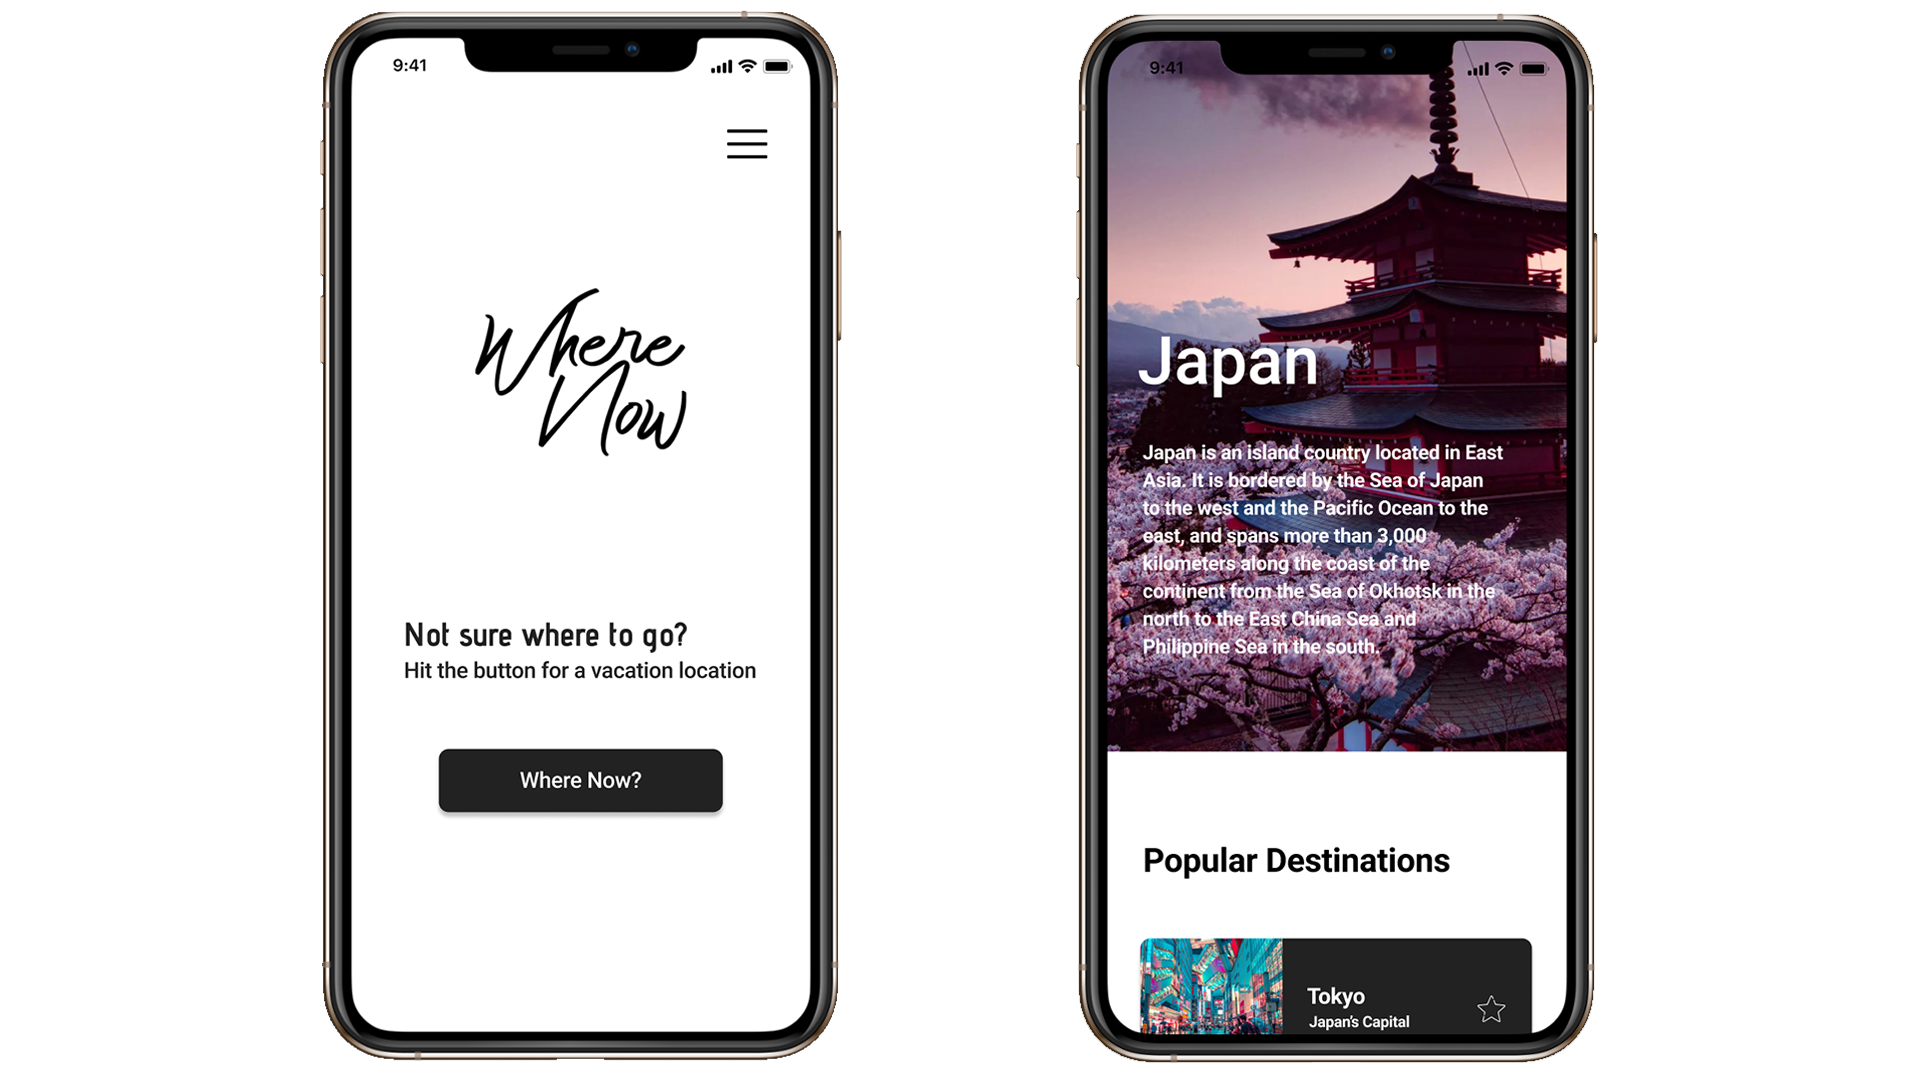 9:41
Where
Now
Not sure where to go?
Hit the button for a vacation location
Where Now?
9:41
Japan
Japan is an island country located in East
Asia. It is bordered by the Sea of Japan
to the west and the Pacific Ocean to the
east, and spans more than 3,000
kilometers along the coast of the
continent from the Sea of Okhotsk in the
north to the East China Sea and
Philippine Sea in the south.
Popular Destinations
Tokyo
Japan's Capital